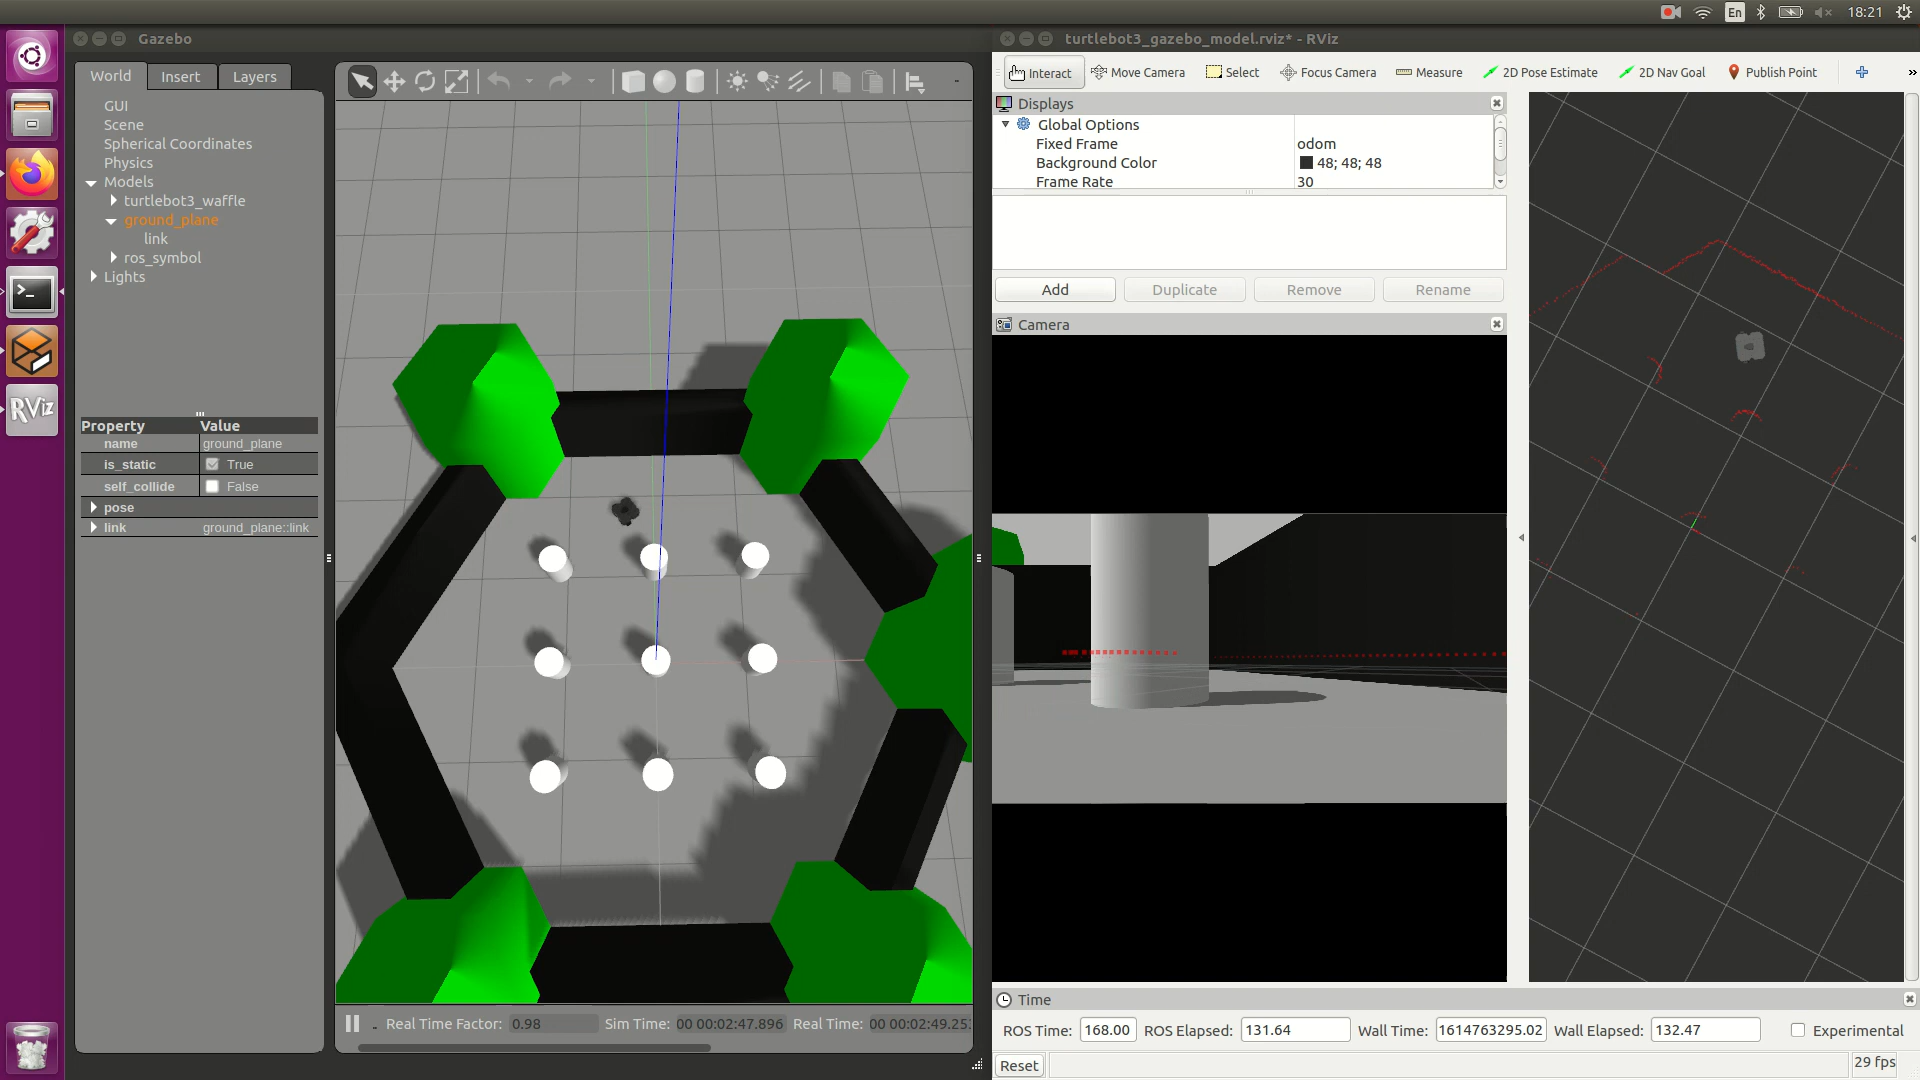 En
18:21
Gazebo
turtlebot3_gazebo_model.rviz* - RViz
World
Insert
Layers
GUI
Scene
Spherical Coordinates
Physics
Models
turtlebot3_waffle
ground_plane
link
ros_symbol
Lights
Property Value
name ground_plane
is_static True
self_collide False
pose
link ground_plane::link
RViz
Real Time Factor: 0.98 Sim Time: 00 00:02:47.896 Real Time: 00 00:02:49.25
Interact
Move Camera
Select
Focus Camera
Measure
2D Pose Estimate
2D Nav Goal
Publish Point
»
Displays
Global Options
Fixed Frame odom
Background Color 48; 48; 48
Frame Rate 30
Add
Duplicate
Remove
Rename
Camera
Time
ROS Time: 168.00 ROS Elapsed: 131.64 Wall Time: 1614763295.02 Wall Elapsed: 132.47 Experimental
Reset
29 fps